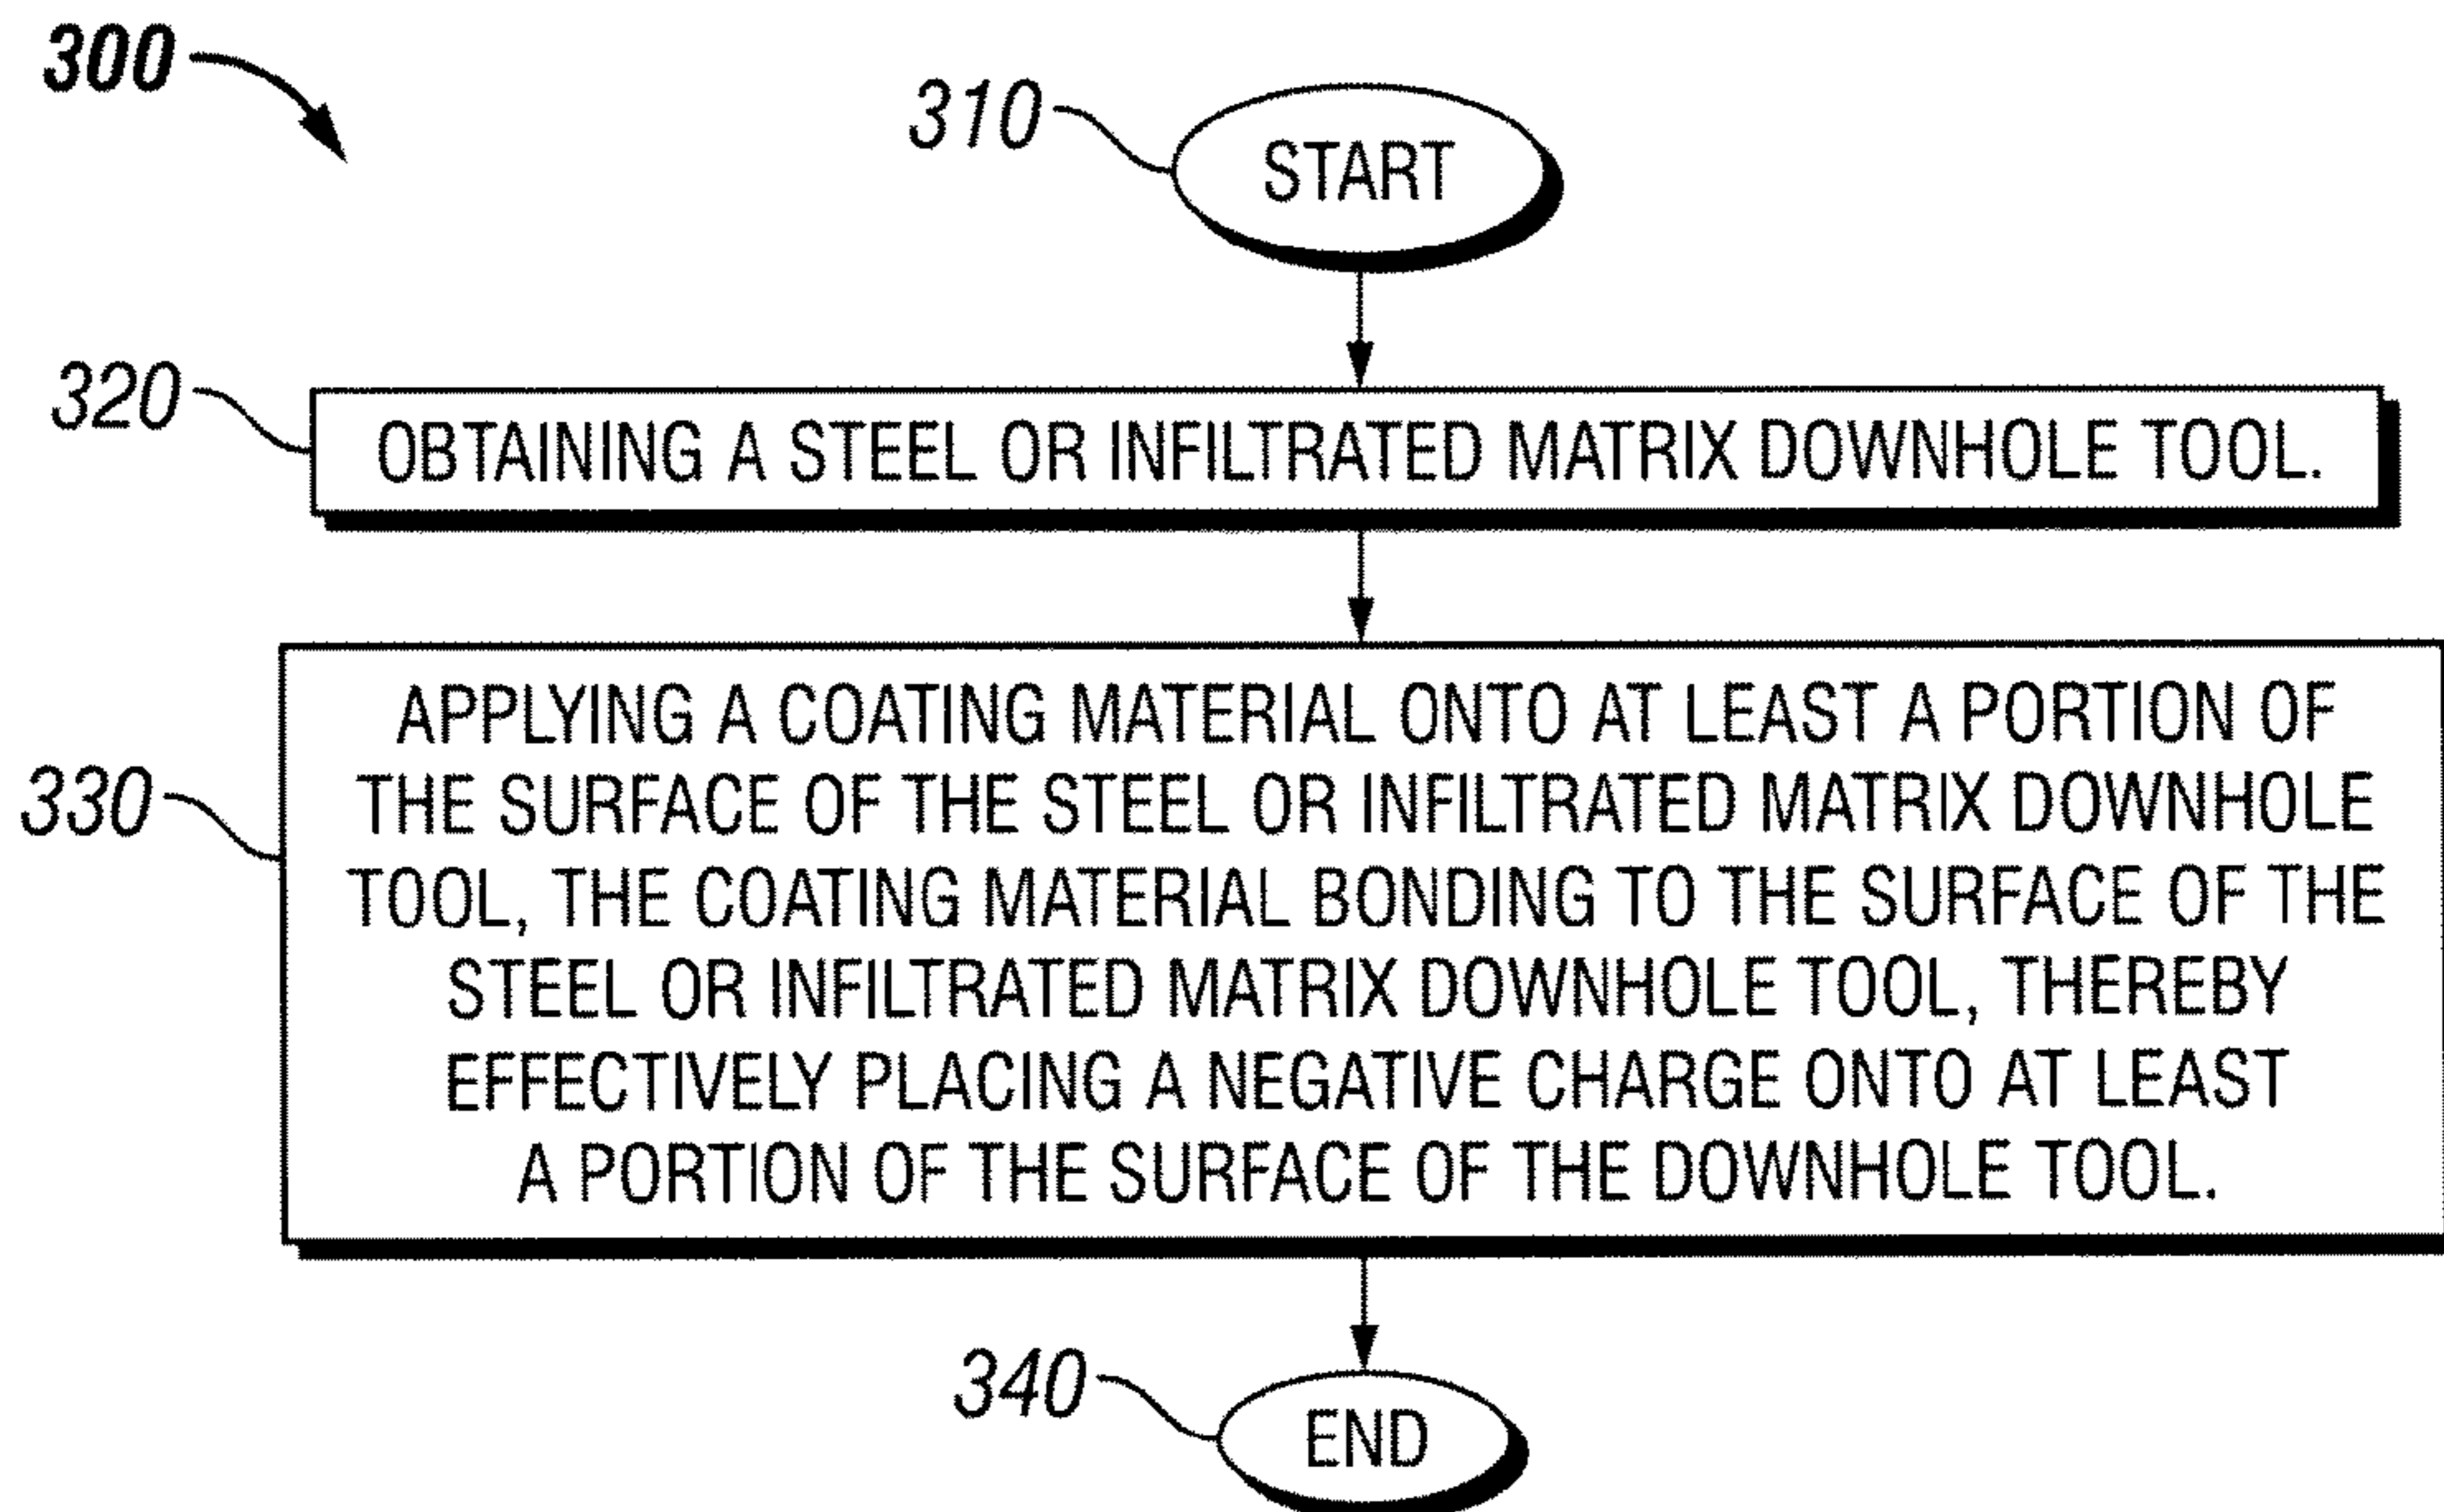 300
310
START
320
OBTAINING A STEEL OR INFILTRATED MATRIX DOWNHOLE TOOL.
330
APPLYING A COATING MATERIAL ONTO AT LEAST A PORTION OF
THE SURFACE OF THE STEEL OR INFILTRATED MATRIX DOWNHOLE
TOOL, THE COATING MATERIAL BONDING TO THE SURFACE OF THE
STEEL OR INFILTRATED MATRIX DOWNHOLE TOOL, THEREBY
EFFECTIVELY PLACING A NEGATIVE CHARGE ONTO AT LEAST
A PORTION OF THE SURFACE OF THE DOWNHOLE TOOL.
340
END